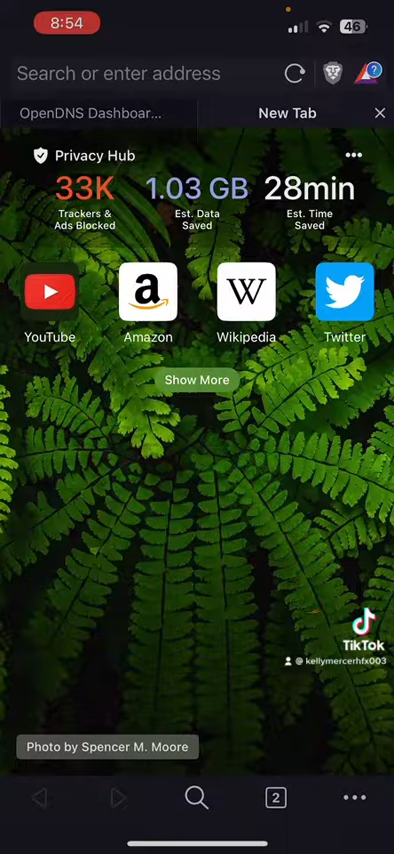 8:54
46
Search or enter address
?
OpenDNS Dashboar...
New Tab
Privacy Hub
33K
1.03 GB
28min
Trackers &
Ads Blocked
Est. Data
Saved
Est. Time
Saved
a
W
YouTube
Amazon
Wikipedia
Twitter
Show More
TikTok
@kellymercerhfx003
Photo by Spencer M. Moore
2